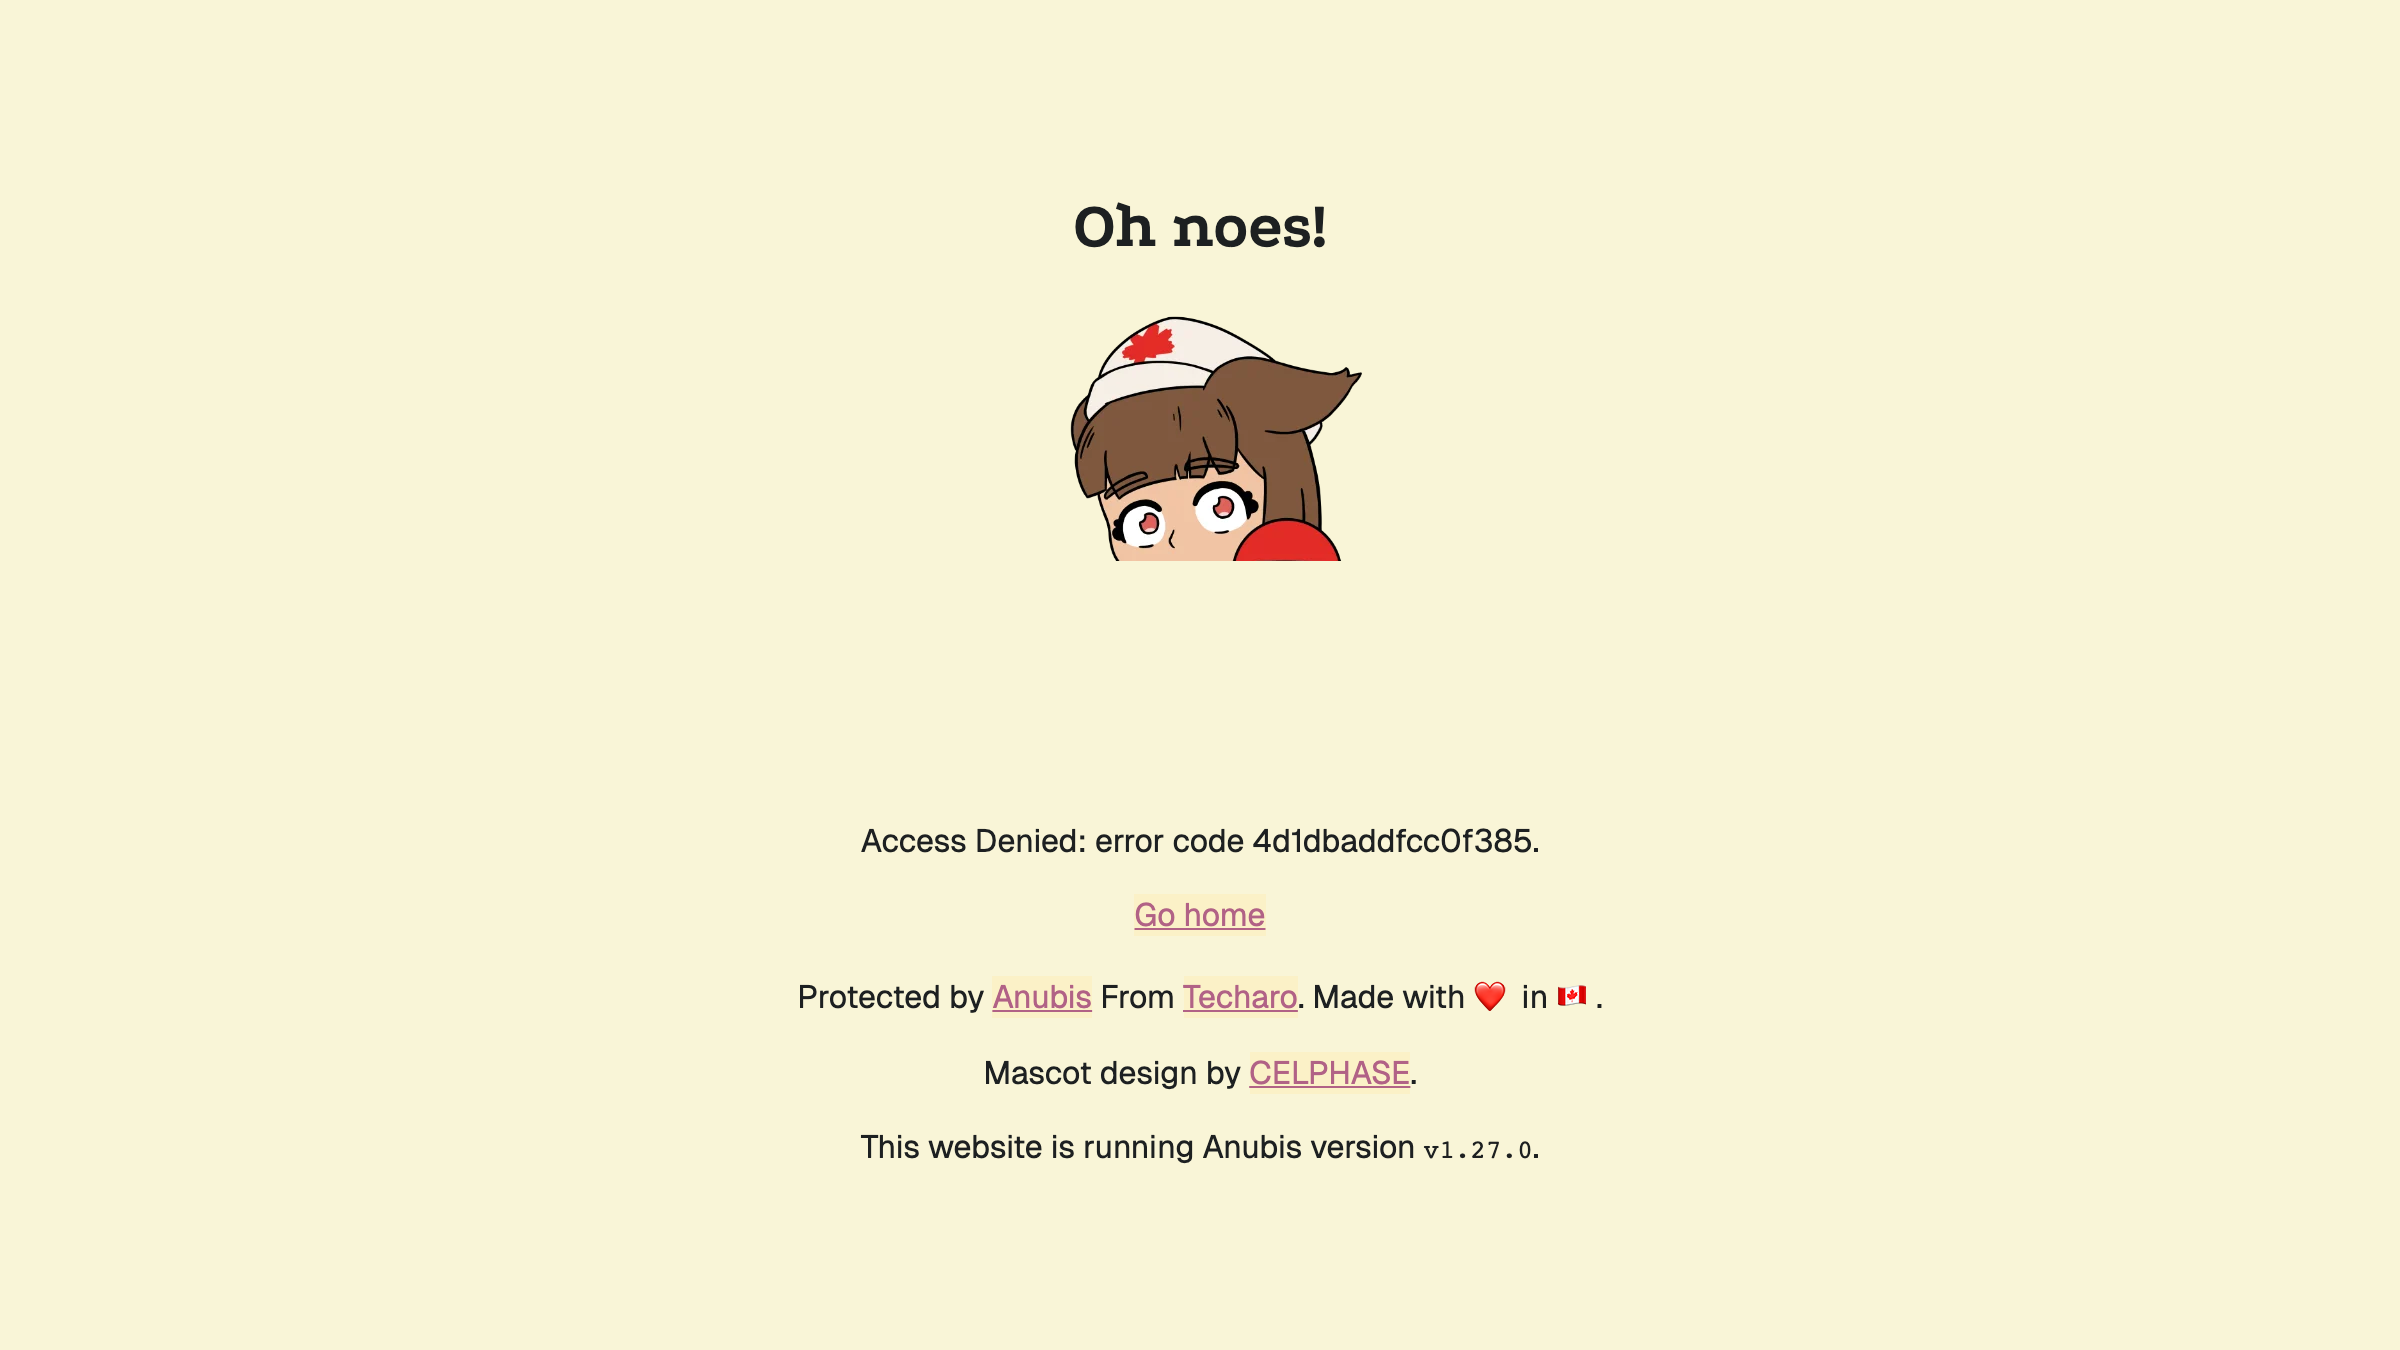 Oh noes!
Access Denied: error code 4d1dbaddfcc0f385.
Go home
Protected by Anubis From Techaro. Made with ❤️ in 🇨🇦.
Mascot design by CELPHASE.
This website is running Anubis version v1.27.0.